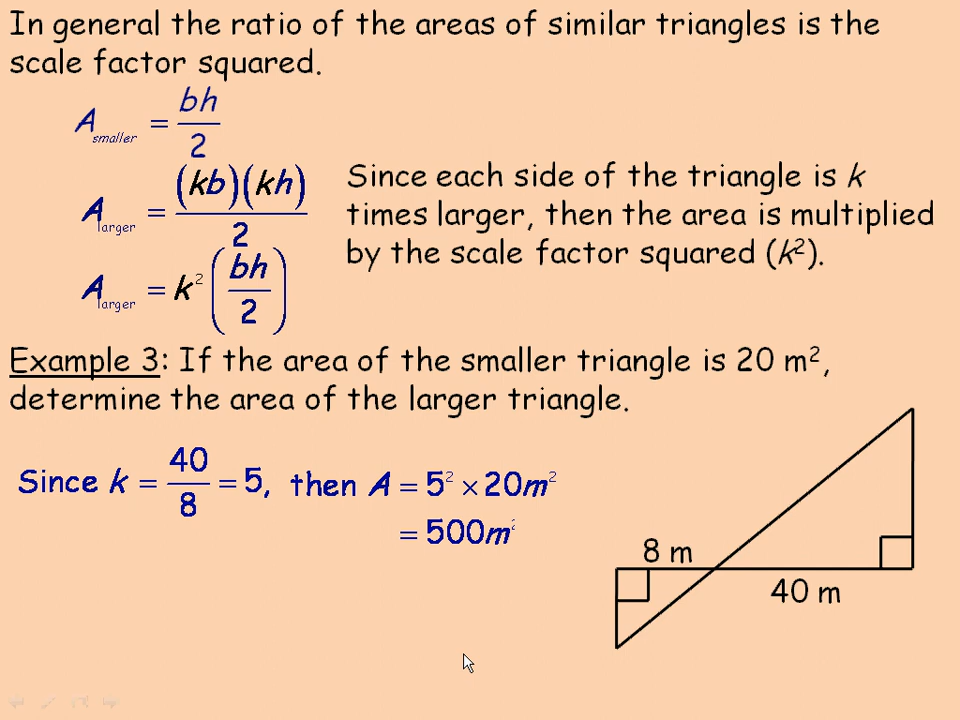 In general the ratio of the areas of similar triangles is the
scale factor squared.
A smaller = bh/2
A larger = (kb)(kh)/2
A larger = k² (bh/2)
Since each side of the triangle is k
times larger, then the area is multiplied
by the scale factor squared (k²).
Example 3: If the area of the smaller triangle is 20 m²,
determine the area of the larger triangle.
Since k = 40/8 = 5, then A = 5² × 20m²
= 500m²
8 m
40 m